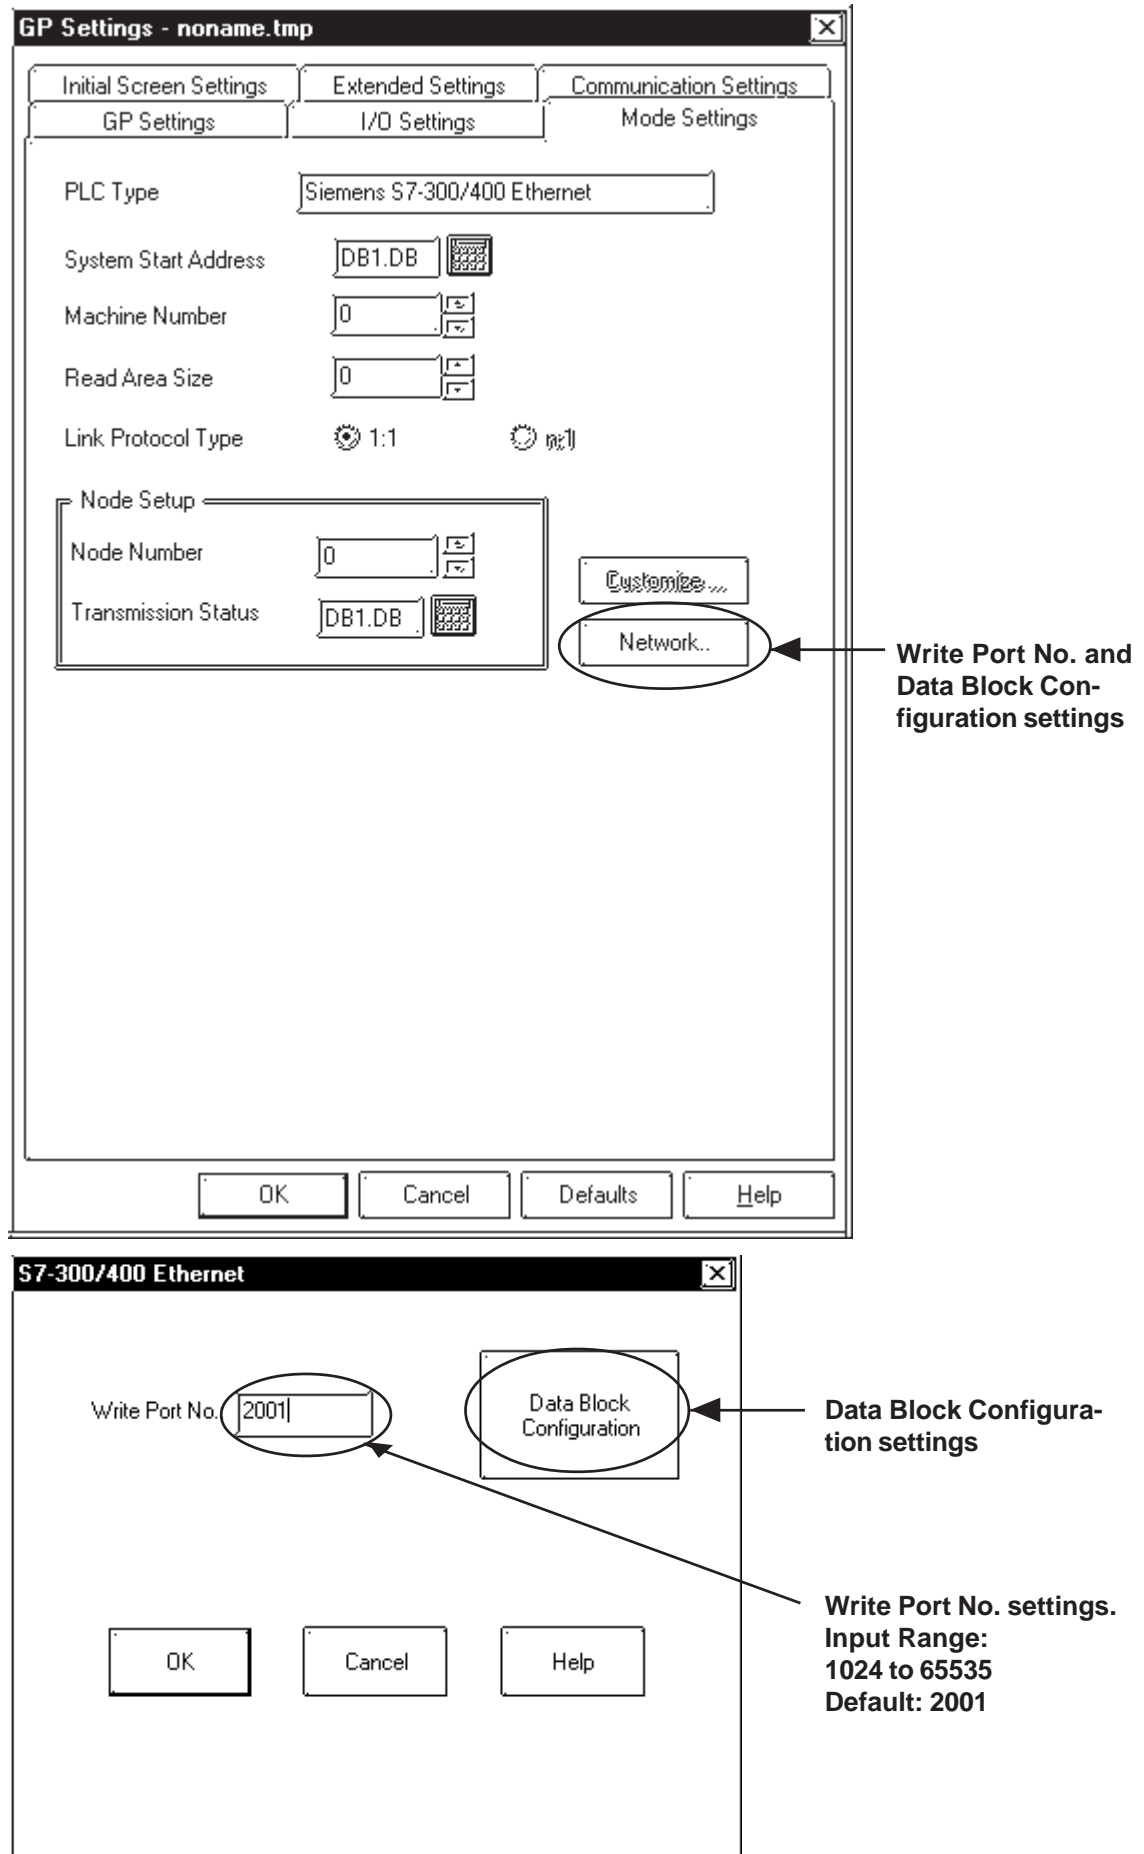 GP Settings - noname.tmp
Initial Screen Settings Extended Settings Communication Settings
GP Settings I/O Settings Mode Settings
PLC Type Siemens S7-300/400 Ethernet
System Start Address DB1.DB
Machine Number 0
Read Area Size 0
Link Protocol Type 1:1 n:1
Node Setup
Node Number 0
Transmission Status DB1.DB
Customize ...
Network..
Write Port No. and
Data Block Con-
figuration settings
OK Cancel Defaults Help
S7-300/400 Ethernet
Write Port No. 2001
Data Block
Configuration
Data Block Configura-
tion settings
Write Port No. settings.
Input Range:
1024 to 65535
Default: 2001
OK Cancel Help